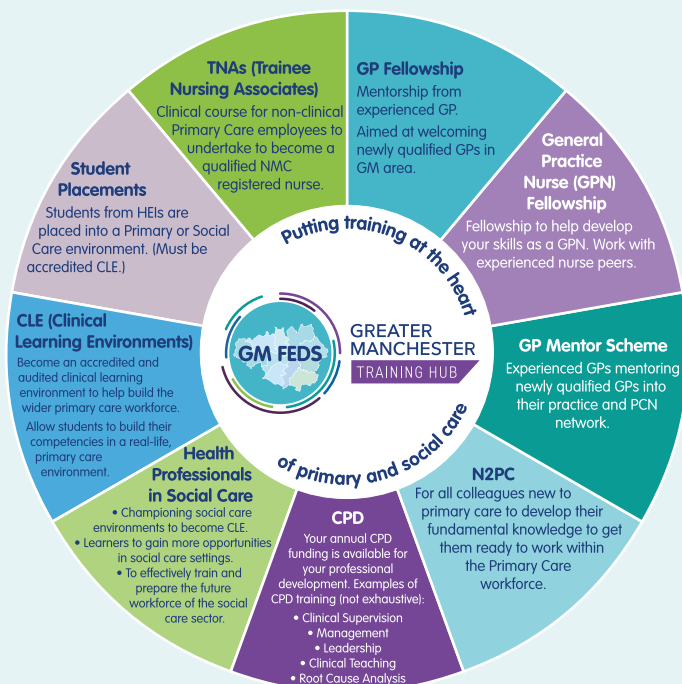 TNAs (Trainee
Nursing Associates)
Clinical course for non-clinical
Primary Care employees to
undertake to become a
qualified NMC
registered nurse.
GP Fellowship
Mentorship from
experienced GP.
Aimed at welcoming
newly qualified GPs in
GM area.
General
Practice
Nurse (GPN)
Fellowship
Fellowship to help develop
your skills as a GPN. Work with
experienced nurse peers.
GP Mentor Scheme
Experienced GPs mentoring
newly qualified GPs into
their practice and PCN
network.
N2PC
For all colleagues new to
primary care to develop their
fundamental knowledge to get
them ready to work within
the Primary Care
workforce.
CPD
Your annual CPD
funding is available for
your professional
development. Examples of
CPD training (not exhaustive):
• Clinical Supervision
• Management
• Leadership
• Clinical Teaching
• Root Cause Analysis
Health
Professionals
in Social Care
• Championing social care
environments to become CLE.
• Learners to gain more opportunities
in social care settings.
• To effectively train and
prepare the future
workforce of the social
care sector.
CLE (Clinical
Learning Environments)
Become an accredited and
audited clinical learning
environment to help build the
wider primary care workforce.
Allow students to build their
competencies in a real-life,
primary care
environment.
Student
Placements
Students from HEIs are
placed into a Primary or Social
Care environment. (Must be
accredited CLE.)
Putting training at the heart
of primary and social care
GM FEDS
GREATER
MANCHESTER
TRAINING HUB